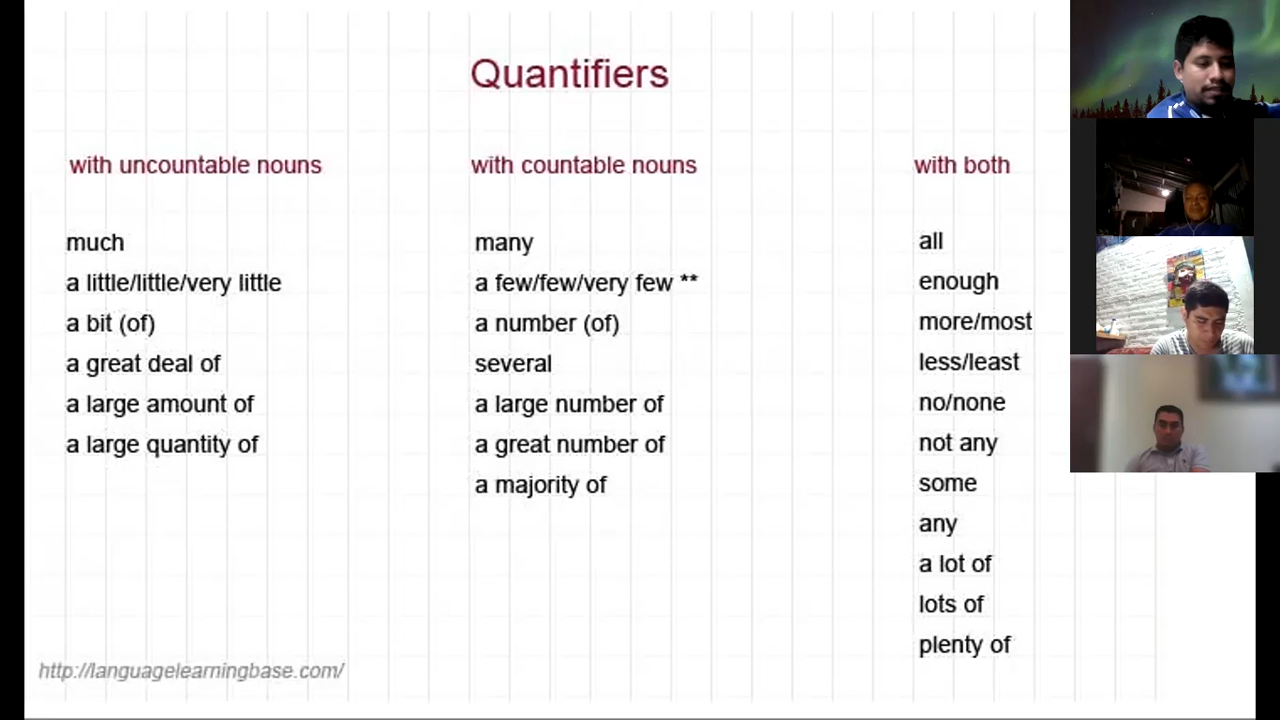 Quantifiers
with uncountable nouns
much
a little/little/very little
a bit (of)
a great deal of
a large amount of
a large quantity of
with countable nouns
many
a few/few/very few **
a number (of)
several
a large number of
a great number of
a majority of
with both
all
enough
more/most
less/least
no/none
not any
some
any
a lot of
lots of
plenty of
http://languagelearningbase.com/